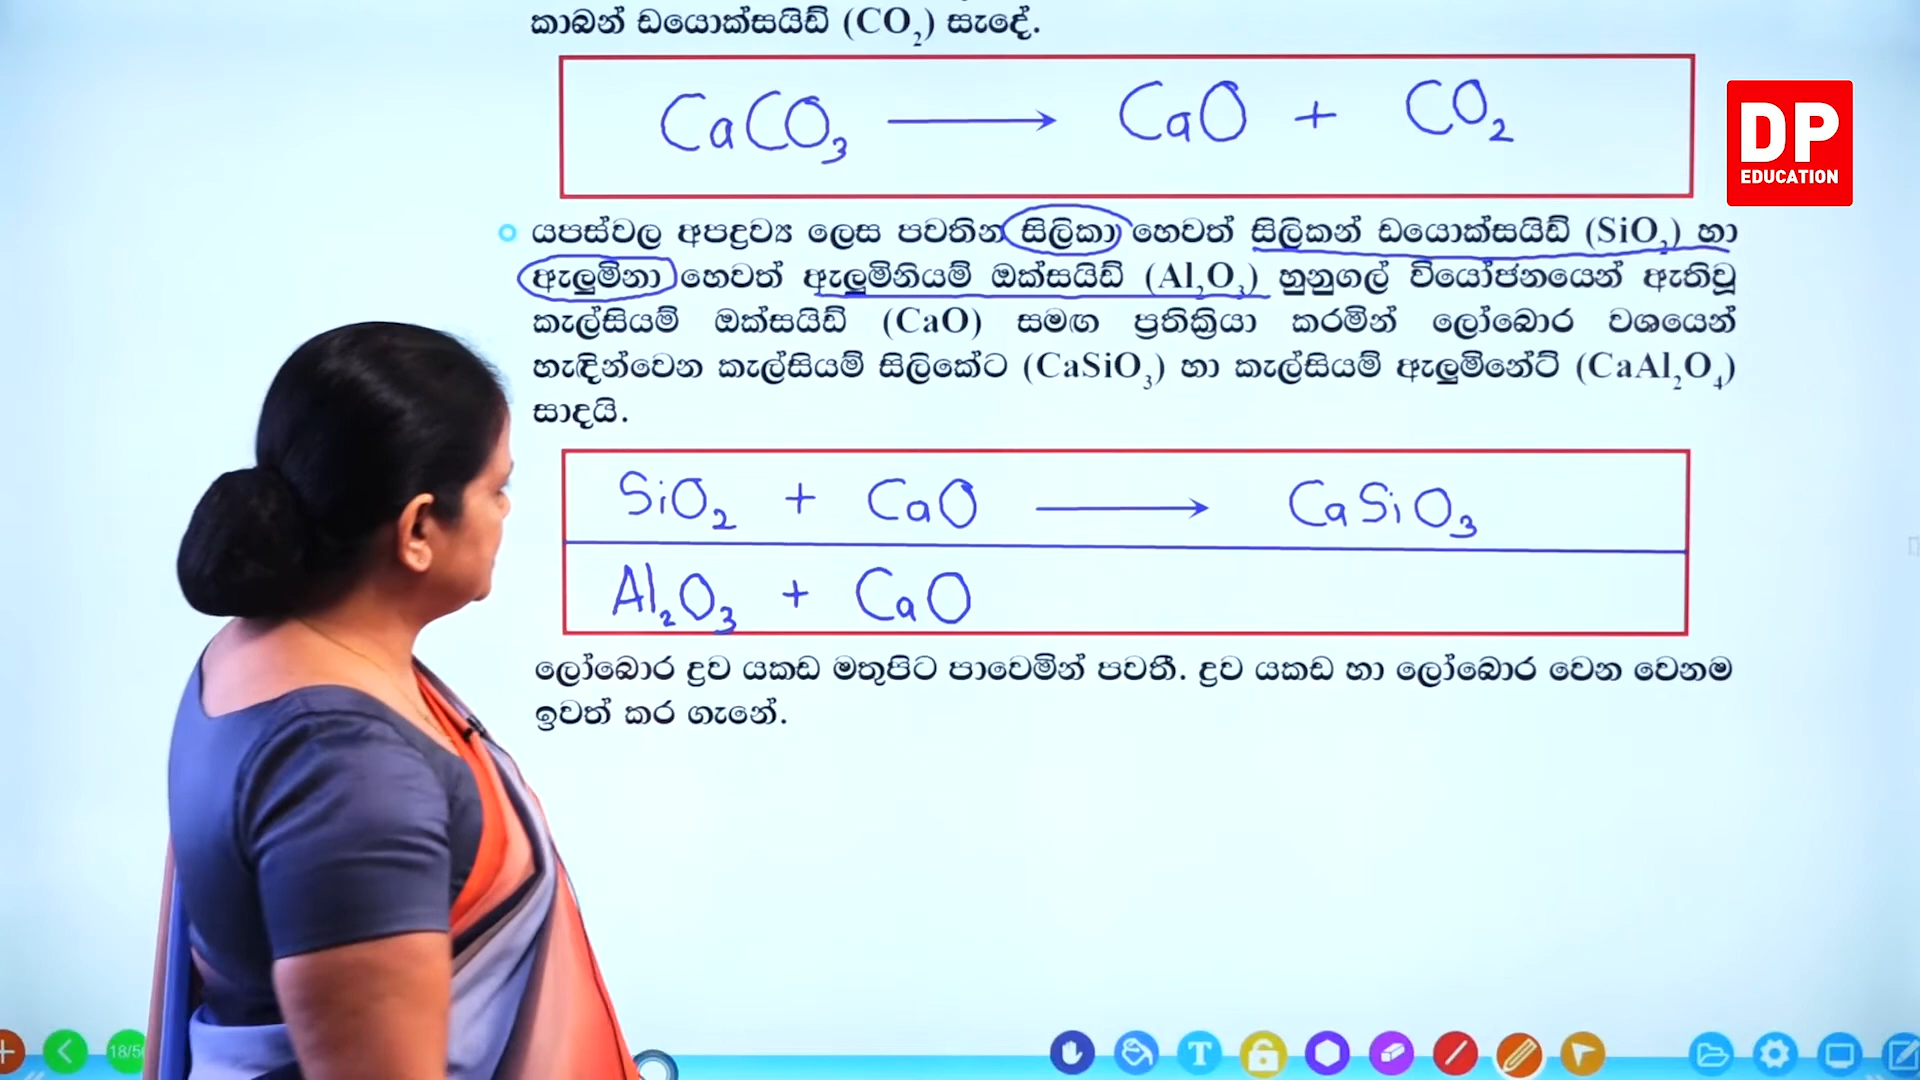 කාබන් ඩයොක්සයිඩ් (CO₂) සැදේ.
CaCO₃ → CaO + CO₂
DP
EDUCATION
යපස්වල අපද්‍රව්‍ය ලෙස පවතින සිලිකා හෙවත් සිලිකන් ඩයොක්සයිඩ් (SiO₂) හා
ඇලුමිනා හෙවත් ඇලුමිනියම් ඔක්සයිඩ් (Al₂O₃) හුනුගල් වියෝජනයෙන් ඇතිවූ
කැල්සියම් ඔක්සයිඩ් (CaO) සමඟ ප්‍රතික්‍රියා කරමින් ලෝබොර වශයෙන්
හැඳින්වෙන කැල්සියම් සිලිකේට (CaSiO₃) හා කැල්සියම් ඇලුමිනේට් (CaAl₂O₄)
සාදයි.
SiO₂ + CaO → CaSiO₃
Al₂O₃ + CaO
ලෝබොර ද්‍රව යකඩ මතුපිට පාවෙමින් පවතී. ද්‍රව යකඩ හා ලෝබොර වෙන වෙනම
ඉවත් කර ගැනේ.
T